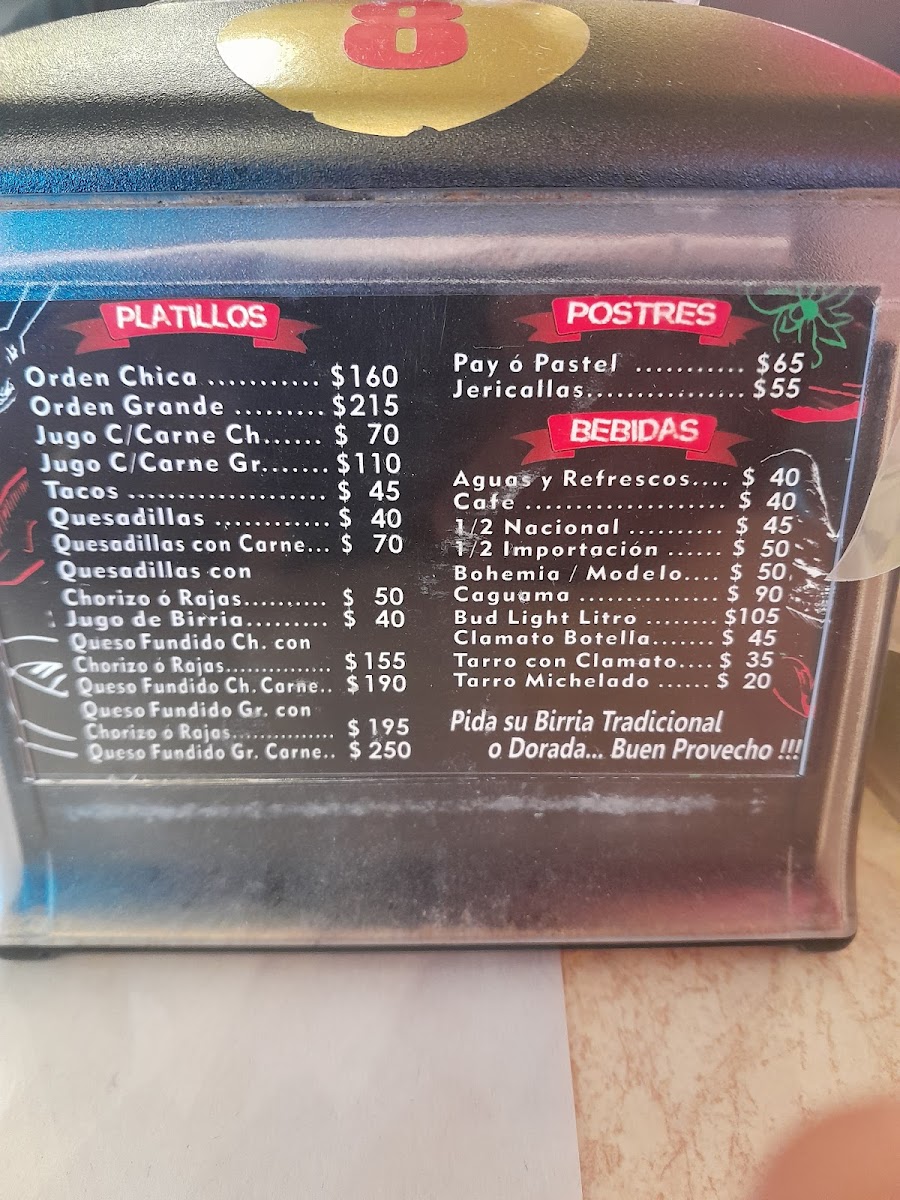 8
PLATILLOS
Orden Chica ........... $160
Orden Grande ......... $215
Jugo C/Carne Ch...... $ 70
Jugo C/Carne Gr....... $110
Tacos ..................... $ 45
Quesadillas ............ $ 40
Quesadillas con Carne... $ 70
Quesadillas con
Chorizo ó Rajas.......... $ 50
Jugo de Birria......... $ 40
Queso Fundido Ch. con
Chorizo ó Rajas............... $155
Queso Fundido Ch. Carne.. $190
Queso Fundido Gr. con
Chorizo ó Rajas............... $195
Queso Fundido Gr. Carne.. $250
POSTRES
Pay ó Pastel ........... $65
Jericallas................ $55
BEBIDAS
Aguas y Refrescos.... $ 40
Cafe ..................... $ 40
1/2 Nacional ........... $ 45
1/2 Importación ...... $ 50
Bohemia / Modelo.... $ 50
Caguama ............... $ 90
Bud Light Litro ........ $105
Clamato Botella....... $ 45
Tarro con Clamato.... $ 35
Tarro Michelado ...... $ 20
Pida su Birria Tradicional
o Dorada... Buen Provecho !!!